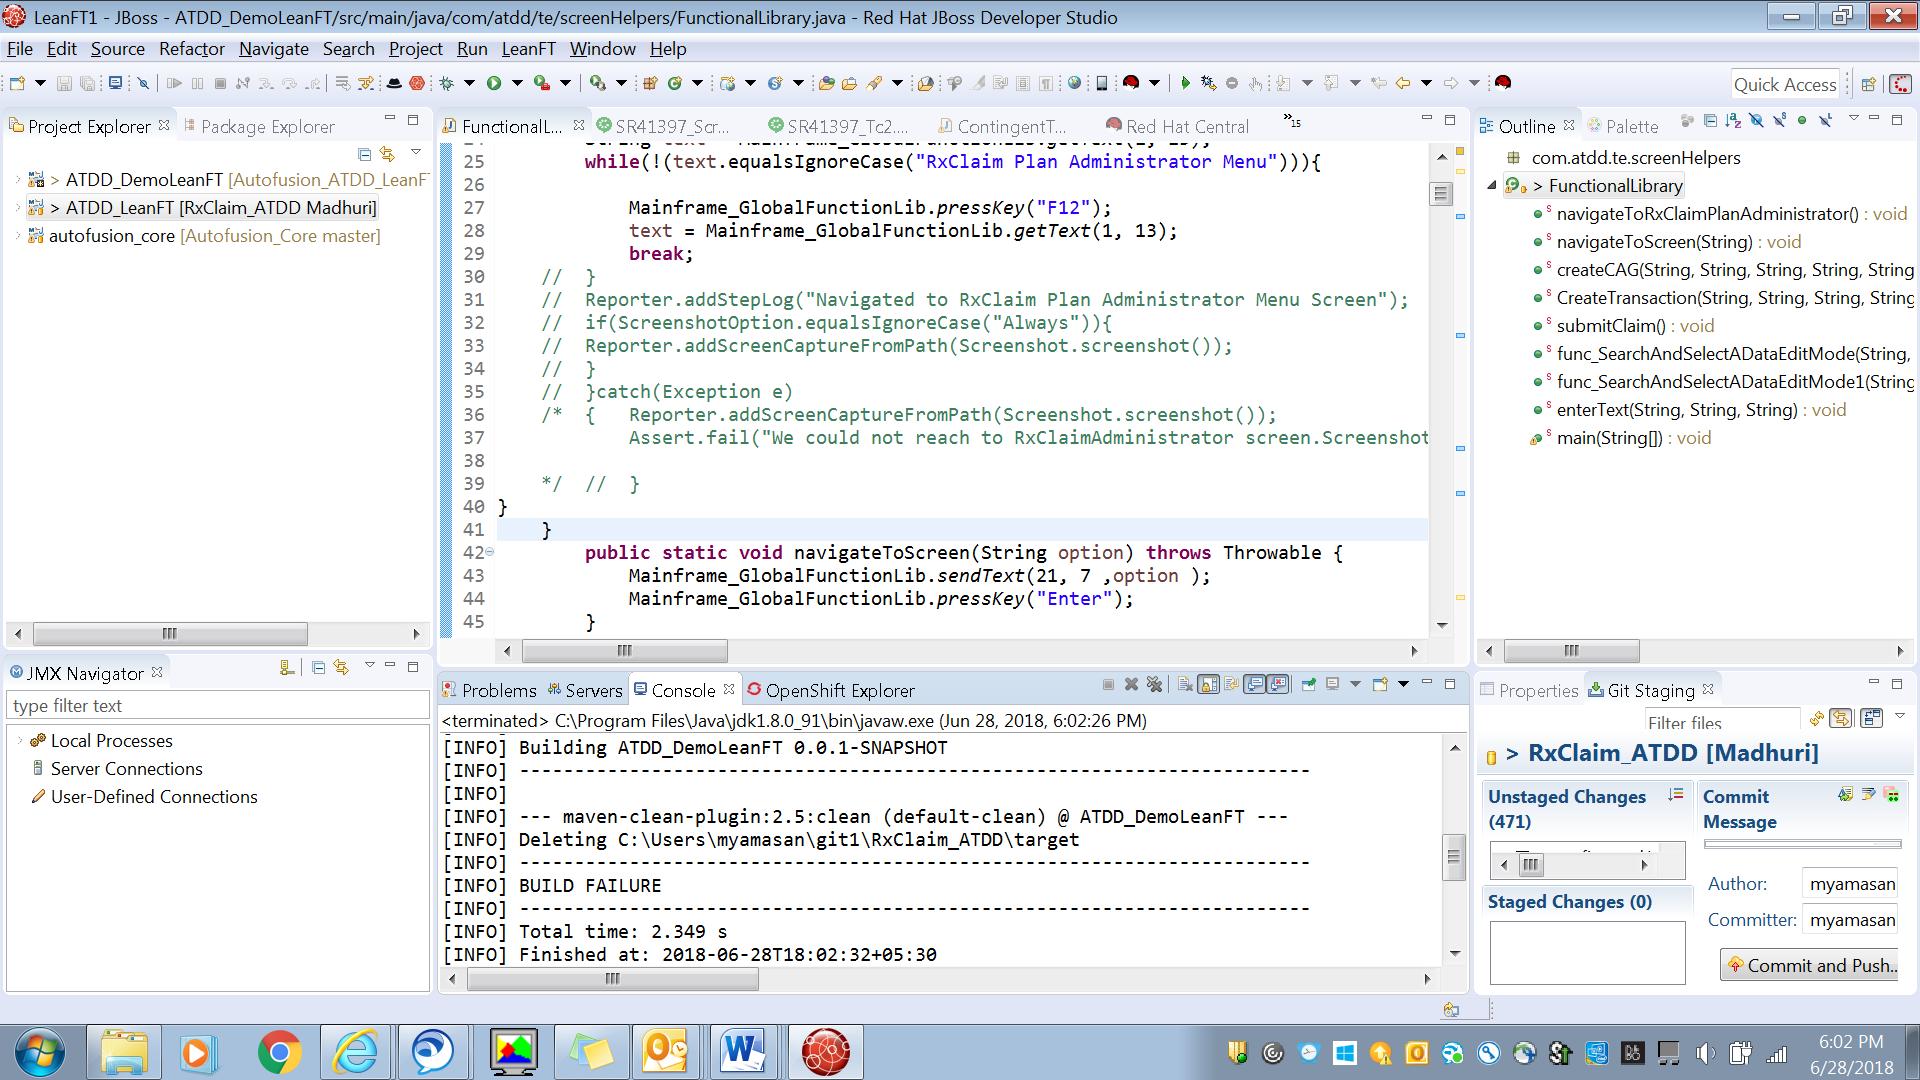 LeanFT1 - JBoss - ATDD_DemoLeanFT/src/main/java/com/atdd/te/screenHelpers/FunctionalLibrary.java - Red Hat JBoss Developer Studio
File Edit Source Refactor Navigate Search Project Run LeanFT Window Help
Quick Access
Project Explorer Package Explorer
> ATDD_DemoLeanFT [Autofusion_ATDD_LeanF
> ATDD_LeanFT [RxClaim_ATDD Madhuri]
autofusion_core [Autofusion_Core master]
JMX Navigator
type filter text
Local Processes
Server Connections
User-Defined Connections
FunctionalL... SR41397_Scr... SR41397_Tc2.... ContingentT... Red Hat Central »15
25 while(!(text.equalsIgnoreCase("RxClaim Plan Administrator Menu"))){
26
27 Mainframe_GlobalFunctionLib.pressKey("F12");
28 text = Mainframe_GlobalFunctionLib.getText(1, 13);
29 break;
30 // }
31 // Reporter.addStepLog("Navigated to RxClaim Plan Administrator Menu Screen");
32 // if(ScreenshotOption.equalsIgnoreCase("Always")){
33 // Reporter.addScreenCaptureFromPath(Screenshot.screenshot());
34 // }
35 // }catch(Exception e)
36 /* { Reporter.addScreenCaptureFromPath(Screenshot.screenshot());
37 Assert.fail("We could not reach to RxClaimAdministrator screen.Screenshot
38
39 */ // }
40 }
41 }
42 public static void navigateToScreen(String option) throws Throwable {
43 Mainframe_GlobalFunctionLib.sendText(21, 7 ,option );
44 Mainframe_GlobalFunctionLib.pressKey("Enter");
45 }
Problems Servers Console OpenShift Explorer
<terminated> C:\Program Files\Java\jdk1.8.0_91\bin\javaw.exe (Jun 28, 2018, 6:02:26 PM)
[INFO] Building ATDD_DemoLeanFT 0.0.1-SNAPSHOT
[INFO] ------------------------------------------------------------------------
[INFO]
[INFO] --- maven-clean-plugin:2.5:clean (default-clean) @ ATDD_DemoLeanFT ---
[INFO] Deleting C:\Users\myamasan\git1\RxClaim_ATDD\target
[INFO] ------------------------------------------------------------------------
[INFO] BUILD FAILURE
[INFO] ------------------------------------------------------------------------
[INFO] Total time: 2.349 s
[INFO] Finished at: 2018-06-28T18:02:32+05:30
Outline Palette
com.atdd.te.screenHelpers
> FunctionalLibrary
navigateToRxClaimPlanAdministrator() : void
navigateToScreen(String) : void
createCAG(String, String, String, String, String
CreateTransaction(String, String, String, String
submitClaim() : void
func_SearchAndSelectADataEditMode(String,
func_SearchAndSelectADataEditMode1(String
enterText(String, String, String) : void
main(String[]) : void
Properties Git Staging
Filter files
> RxClaim_ATDD [Madhuri]
Unstaged Changes (471)
Staged Changes (0)
Commit Message
Author: myamasan
Committer: myamasan
Commit and Push...
6:02 PM
6/28/2018